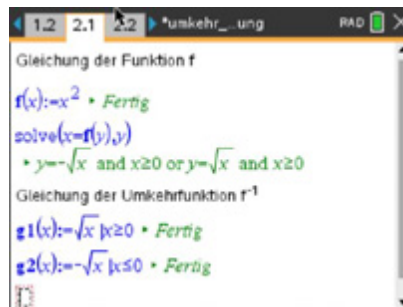 1.2 2.1 2.2 *umkehr_...ung RAD
Gleichung der Funktion f
f(x):=x² ▸ Fertig
solve(x=f(y),y)
▸ y=-√x and x≥0 or y=√x and x≥0
Gleichung der Umkehrfunktion f⁻¹
g1(x):=√x |x≥0 ▸ Fertig
g2(x):=-√x |x≤0 ▸ Fertig